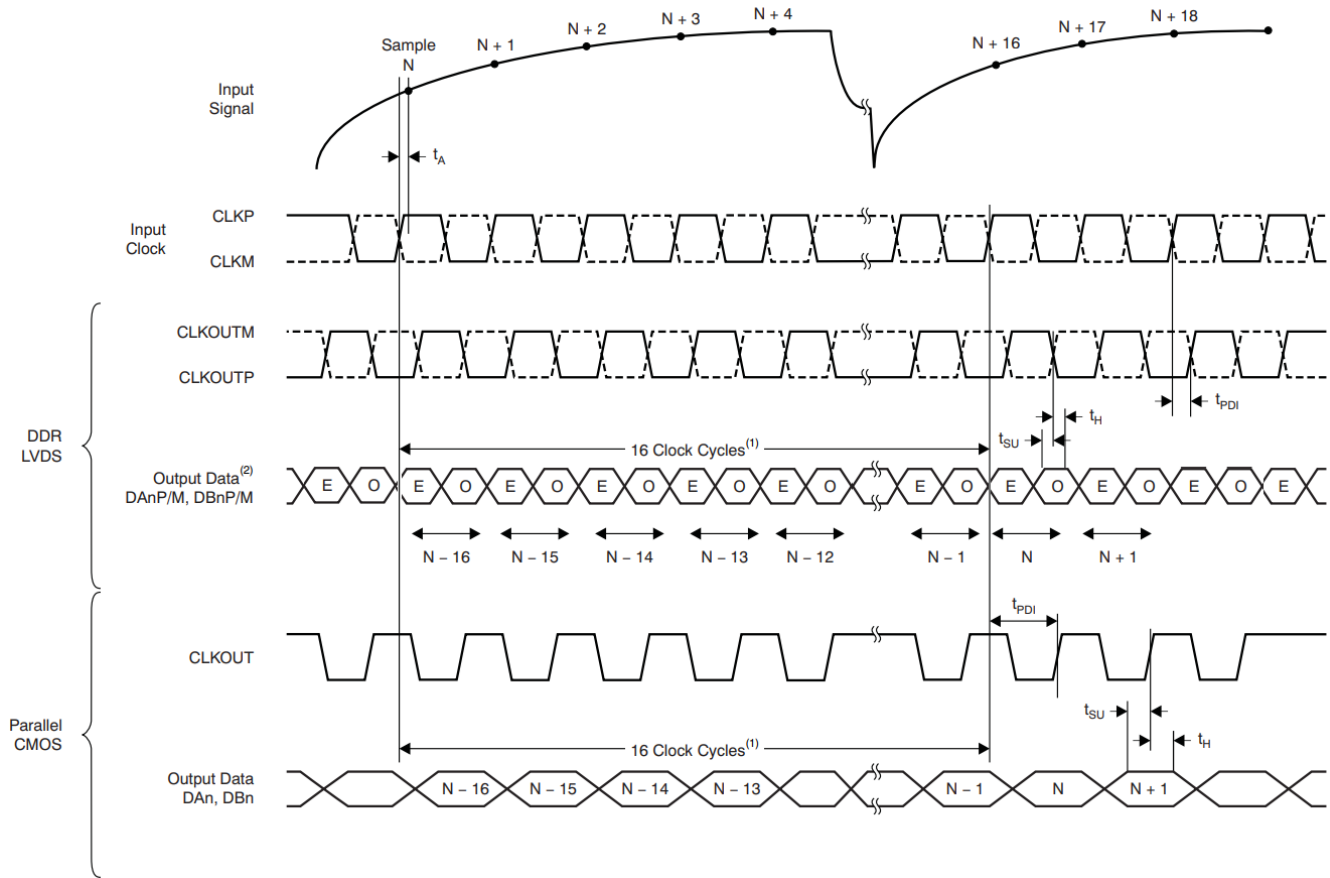 Sample
N
N + 1
N + 2
N + 3
N + 4
N + 16
N + 17
N + 18
Input
Signal
tA
Input
Clock
CLKP
CLKM
DDR
LVDS
CLKOUTM
CLKOUTP
tPDI
tH
tSU
16 Clock Cycles(1)
Output Data(2)
DAnP/M, DBnP/M
E O E O E O E O E O E O E O E O E O E O E
N − 16 N − 15 N − 14 N − 13 N − 12 N − 1 N N + 1
Parallel
CMOS
tPDI
CLKOUT
tSU
tH
16 Clock Cycles(1)
Output Data
DAn, DBn
N − 16 N − 15 N − 14 N − 13 N − 1 N N + 1